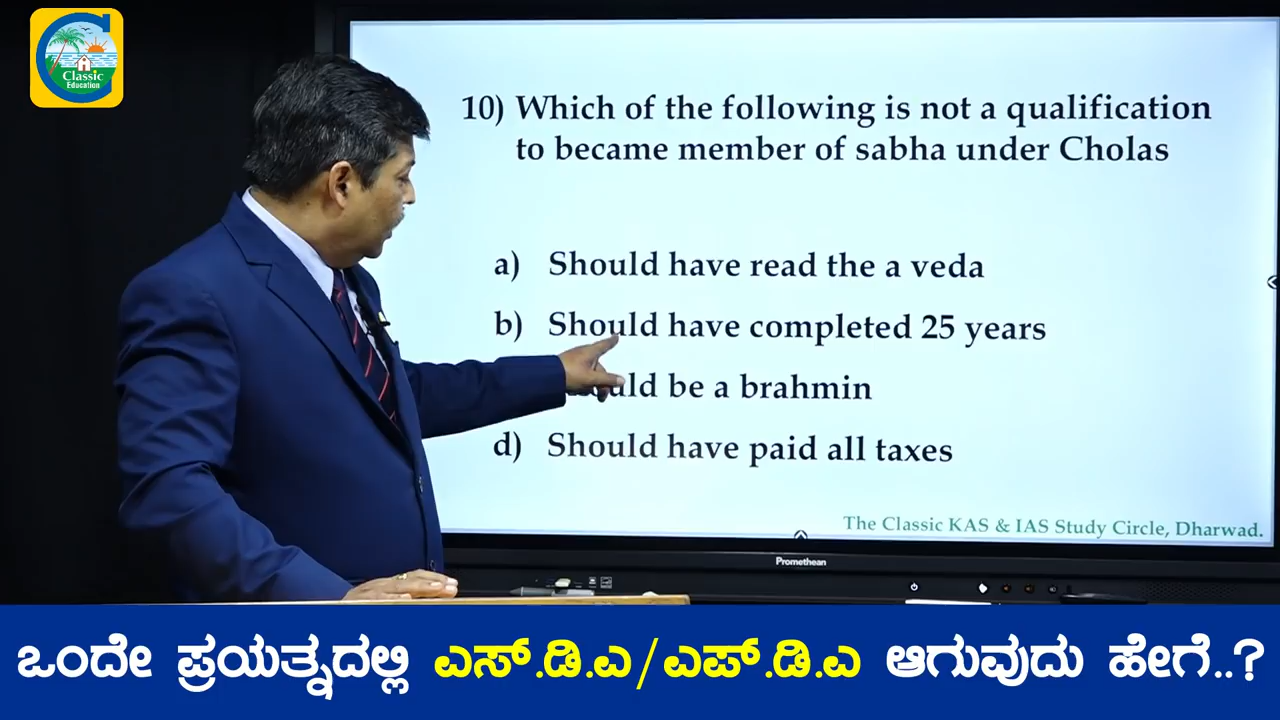 Classic
Education
10) Which of the following is not a qualification
to became member of sabha under Cholas
a) Should have read the a veda
b) Should have completed 25 years
be a brahmin
d) Should have paid all taxes
The Classic KAS & IAS Study Circle, Dharwad.
Promethean
ಒಂದೇ ಪ್ರಯತ್ನದಲ್ಲಿ ಎಸ್.ಡಿ.ಎ/ಎಪ್.ಡಿ.ಎ ಆಗುವುದು ಹೇಗೆ..?